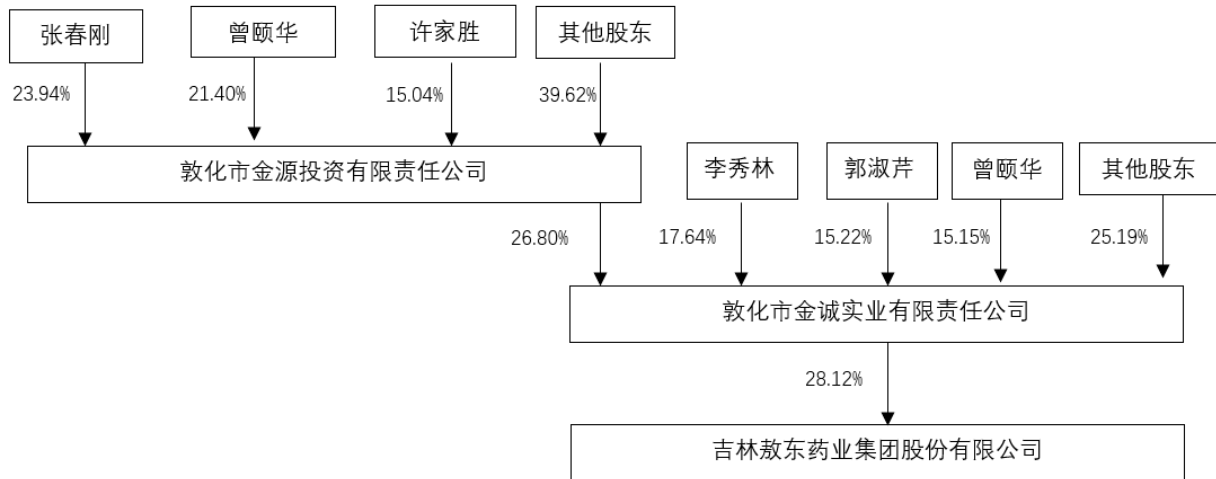 张春刚
曾颐华
许家胜
其他股东
23.94%
21.40%
15.04%
39.62%
敦化市金源投资有限责任公司
李秀林
郭淑芹
曾颐华
其他股东
26.80%
17.64%
15.22%
15.15%
25.19%
敦化市金诚实业有限责任公司
28.12%
吉林敖东药业集团股份有限公司